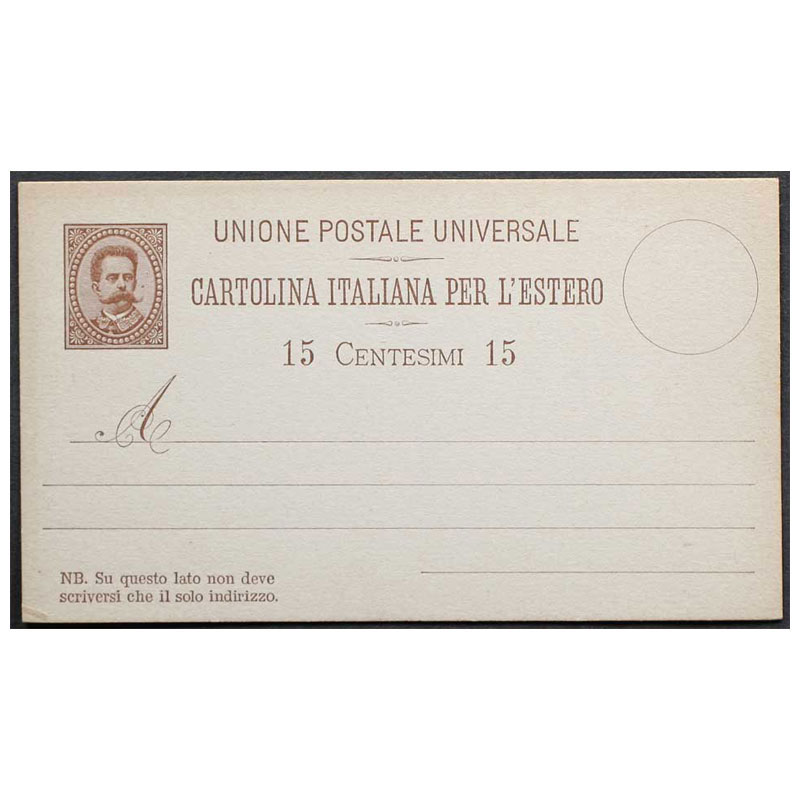 UNIONE POSTALE UNIVERSALE
CARTOLINA ITALIANA PER L'ESTERO
15 CENTESIMI 15
A
NB. Su questo lato non deve
scriversi che il solo indirizzo.